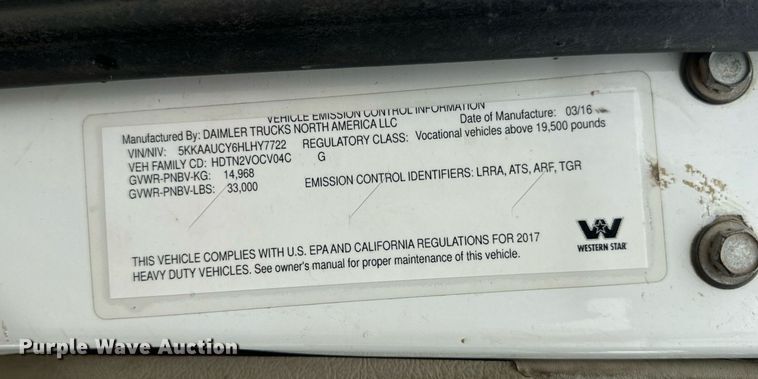 VEHICLE EMISSION CONTROL INFORMATION
Manufactured By: DAIMLER TRUCKS NORTH AMERICA LLC Date of Manufacture: 03/16
VIN/NIV: 5KKAAUCY6HLHY7722 REGULATORY CLASS: Vocational vehicles above 19,500 pounds
VEH FAMILY CD: HDTN2VOCV04C G
GVWR-PNBV-KG: 14,968
GVWR-PNBV-LBS: 33,000 EMISSION CONTROL IDENTIFIERS: LRRA, ATS, ARF, TGR
THIS VEHICLE COMPLIES WITH U.S. EPA AND CALIFORNIA REGULATIONS FOR 2017
HEAVY DUTY VEHICLES. See owner's manual for proper maintenance of this vehicle.
WESTERN STAR
Purple Wave Auction